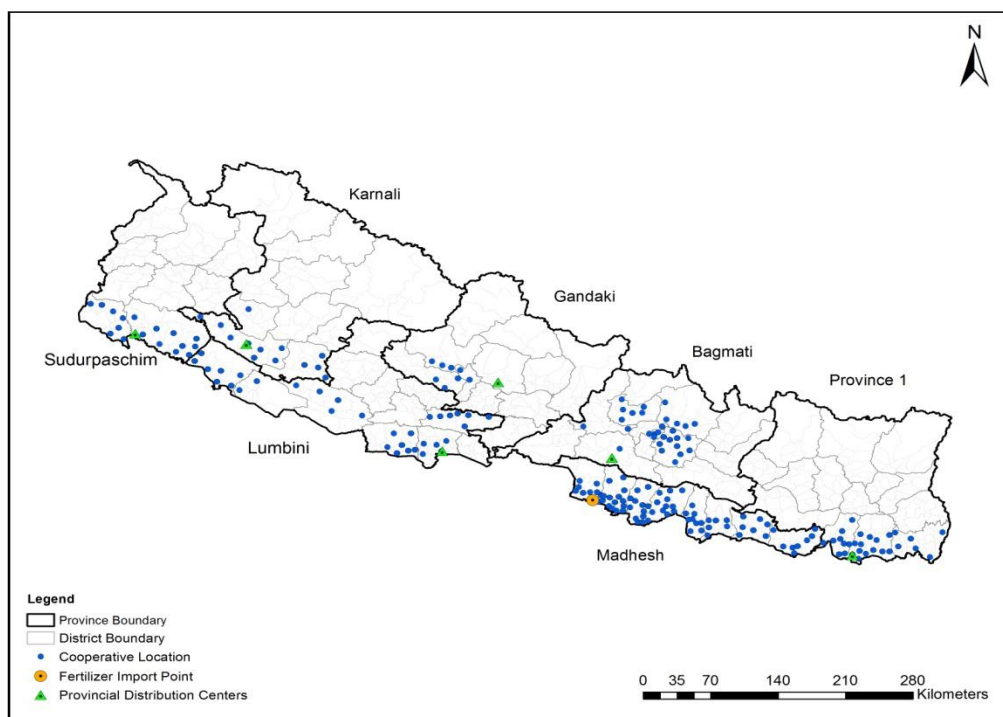 N
Karnali
Gandaki
Bagmati
Province 1
Sudurpaschim
Lumbini
Madhesh
Legend
Province Boundary
District Boundary
Cooperative Location
Fertilizer Import Point
Provincial Distribution Centers
0 35 70 140 210 280
Kilometers